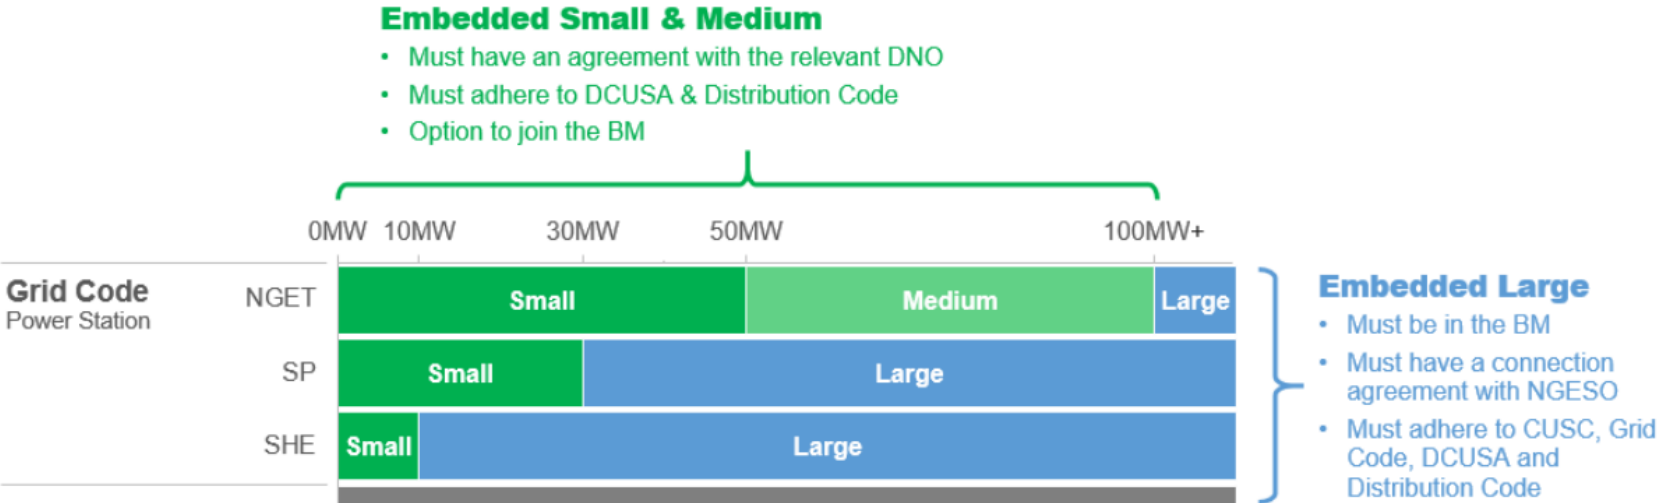 Embedded Small & Medium
• Must have an agreement with the relevant DNO
• Must adhere to DCUSA & Distribution Code
• Option to join the BM
0MW 10MW 30MW 50MW 100MW+
Grid Code
Power Station
NGET Small Medium Large
SP Small Large
SHE Small Large
Embedded Large
• Must be in the BM
• Must have a connection
agreement with NGESO
• Must adhere to CUSC, Grid
Code, DCUSA and
Distribution Code